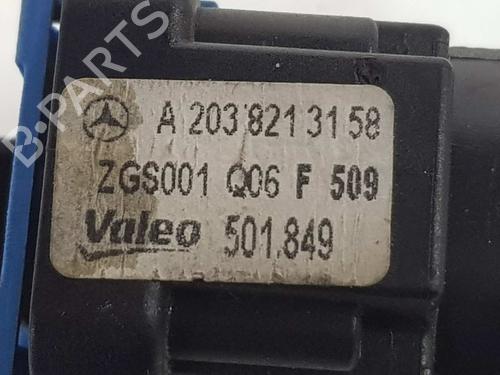 B-PARTS
A 203 821 31 58
ZGS001 Q06 F 509
Valeo 501.849